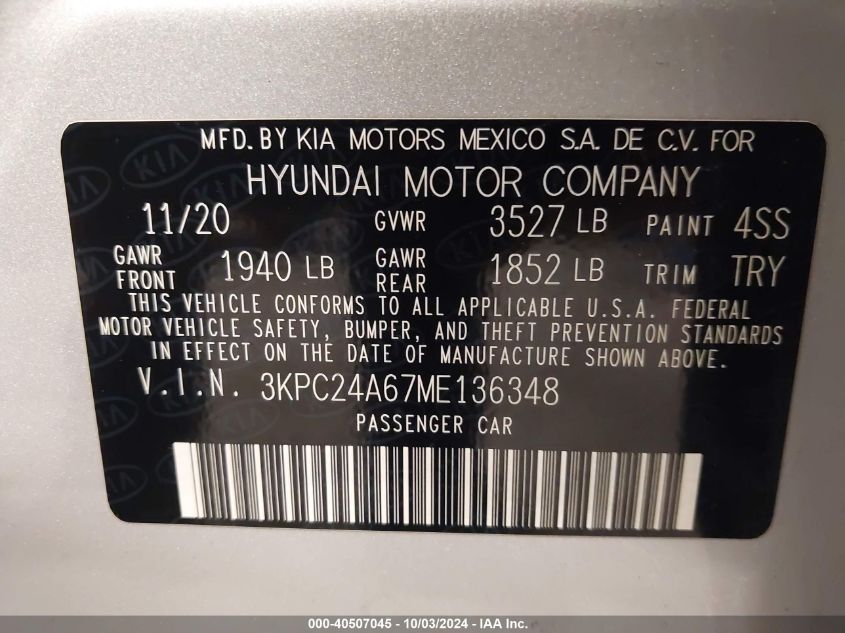 MFD. BY KIA MOTORS MEXICO S.A. DE C.V. FOR
HYUNDAI MOTOR COMPANY
11/20 GVWR 3527 LB PAINT 4SS
GAWR FRONT 1940 LB GAWR REAR 1852 LB TRIM TRY
THIS VEHICLE CONFORMS TO ALL APPLICABLE U.S.A. FEDERAL
MOTOR VEHICLE SAFETY, BUMPER, AND THEFT PREVENTION STANDARDS
IN EFFECT ON THE DATE OF MANUFACTURE SHOWN ABOVE.
V.I.N. 3KPC24A67ME136348
PASSENGER CAR
000-40507045 - 10/03/2024 - IAA Inc.